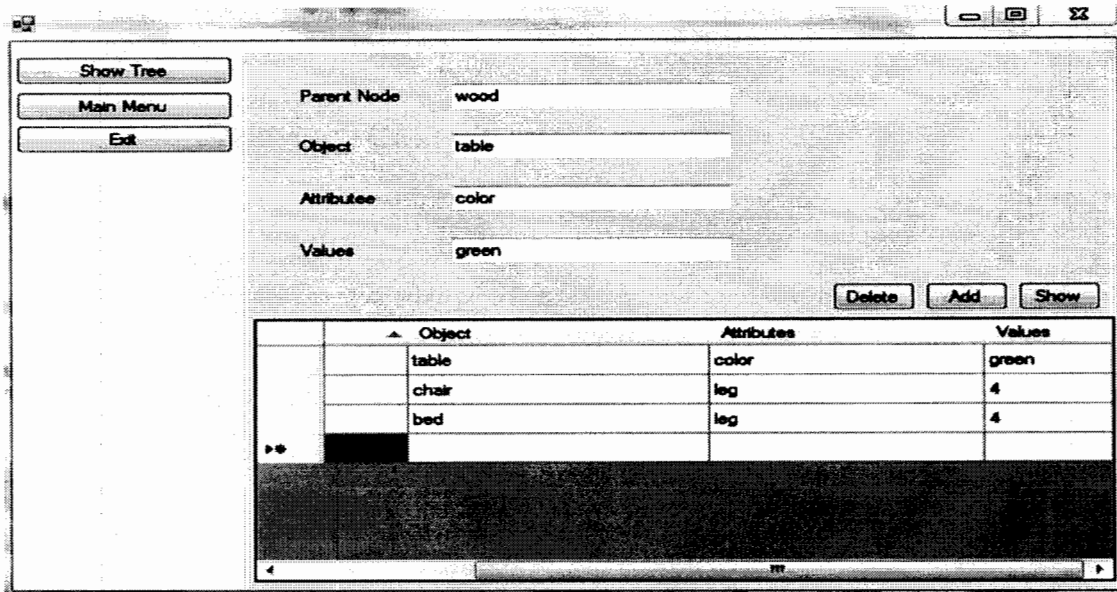 Show Tree
Main Menu
Exit
Parent Node wood
Object table
Attributes color
Values green
Delete Add Show
Object Attributes Values
table color green
chair leg 4
bed leg 4